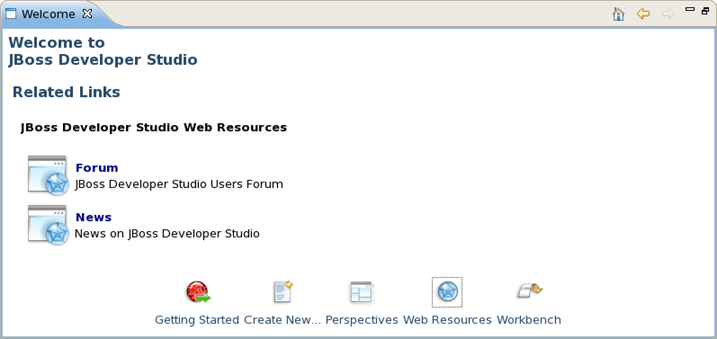 Welcome
Welcome to
JBoss Developer Studio
Related Links
JBoss Developer Studio Web Resources
Forum
JBoss Developer Studio Users Forum
News
News on JBoss Developer Studio
Getting Started Create New... Perspectives Web Resources Workbench